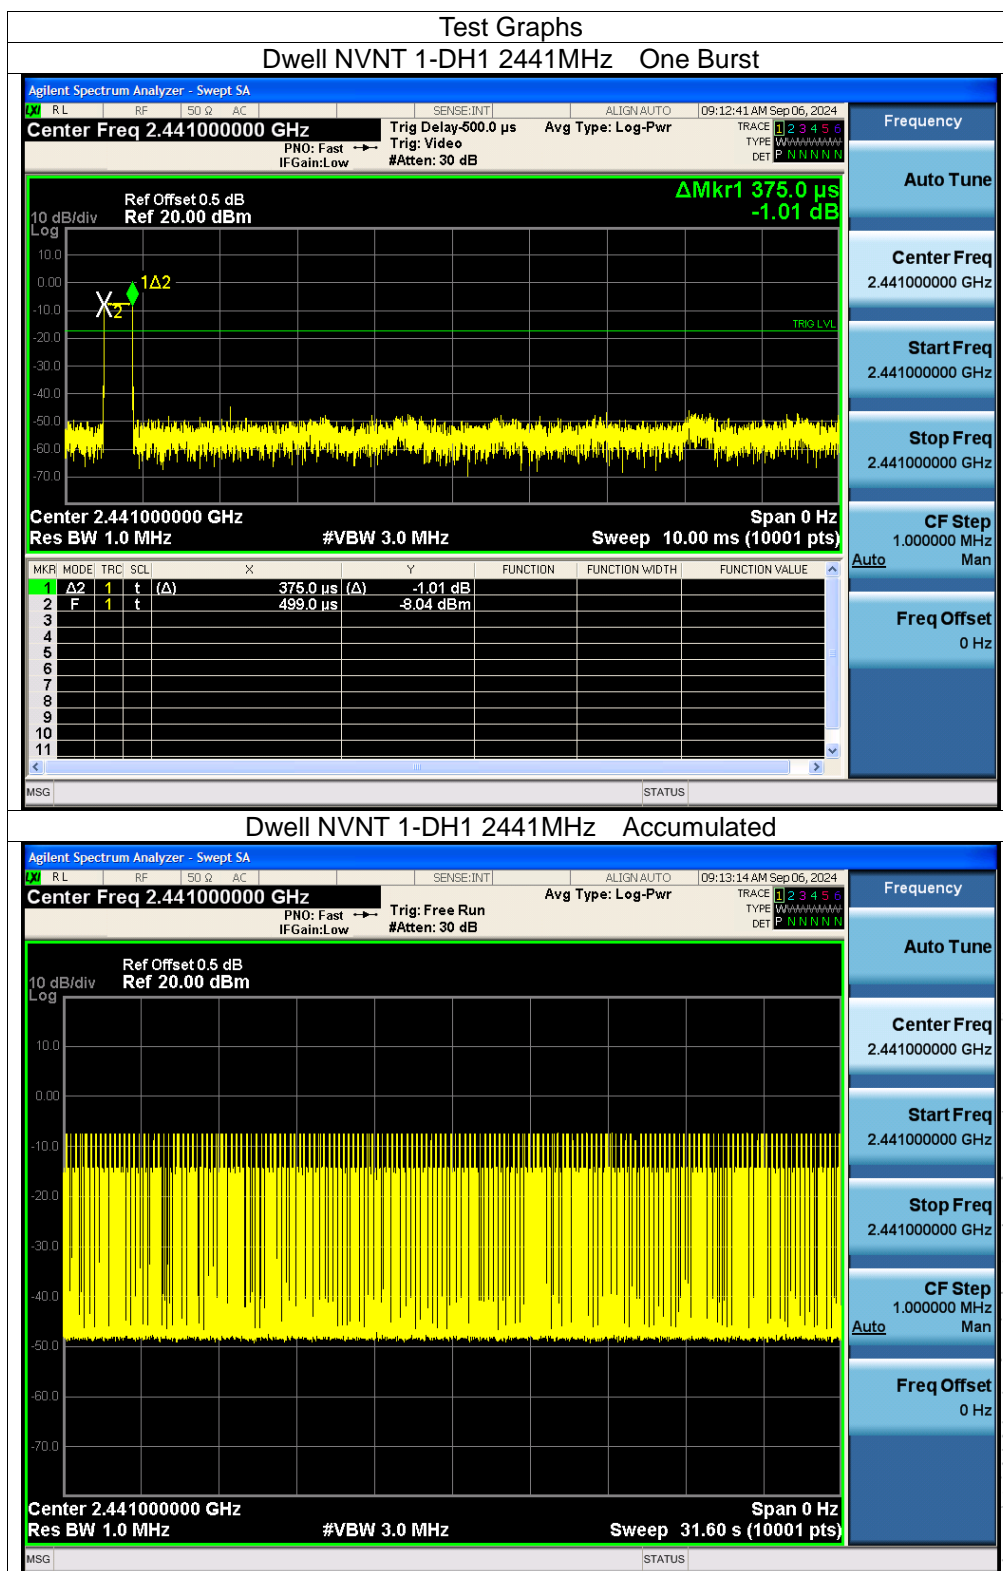 Test Graphs
Dwell NVNT 1-DH1 2441MHz One Burst
Agilent Spectrum Analyzer - Swept SA
LXI RL RF 50 Ω AC SENSE:INT ALIGN AUTO 09:12:41 AM Sep 06, 2024
Center Freq 2.441000000 GHz Trig Delay-500.0 µs Avg Type: Log-Pwr TRACE 1 2 3 4 5 6
PNO: Fast Trig: Video TYPE
IFGain:Low #Atten: 30 dB DET P N N N N N
Frequency
Auto Tune
Center Freq
2.441000000 GHz
Start Freq
2.441000000 GHz
Stop Freq
2.441000000 GHz
CF Step
1.000000 MHz
Auto Man
Freq Offset
0 Hz
ΔMkr1 375.0 µs
-1.01 dB
Ref Offset 0.5 dB
10 dB/div Ref 20.00 dBm
Log
10.0
0.00
-10.0
-20.0
-30.0
-40.0
-50.0
-60.0
-70.0
1Δ2
X2
TRIG LVL
Center 2.441000000 GHz Span 0 Hz
Res BW 1.0 MHz #VBW 3.0 MHz Sweep 10.00 ms (10001 pts)
MKR MODE TRC SCL X Y FUNCTION FUNCTION WIDTH FUNCTION VALUE
1 Δ2 1 t (Δ) 375.0 µs (Δ) -1.01 dB
2 F 1 t 499.0 µs -8.04 dBm
3
4
5
6
7
8
9
10
11
MSG STATUS
Dwell NVNT 1-DH1 2441MHz Accumulated
Agilent Spectrum Analyzer - Swept SA
LXI RL RF 50 Ω AC SENSE:INT ALIGN AUTO 09:13:14 AM Sep 06, 2024
Center Freq 2.441000000 GHz Avg Type: Log-Pwr TRACE 1 2 3 4 5 6
PNO: Fast Trig: Free Run TYPE
IFGain:Low #Atten: 30 dB DET P N N N N N
Frequency
Auto Tune
Center Freq
2.441000000 GHz
Start Freq
2.441000000 GHz
Stop Freq
2.441000000 GHz
CF Step
1.000000 MHz
Auto Man
Freq Offset
0 Hz
Ref Offset 0.5 dB
10 dB/div Ref 20.00 dBm
Log
10.0
0.00
-10.0
-20.0
-30.0
-40.0
-50.0
-60.0
-70.0
Center 2.441000000 GHz Span 0 Hz
Res BW 1.0 MHz #VBW 3.0 MHz Sweep 31.60 s (10001 pts)
MSG STATUS